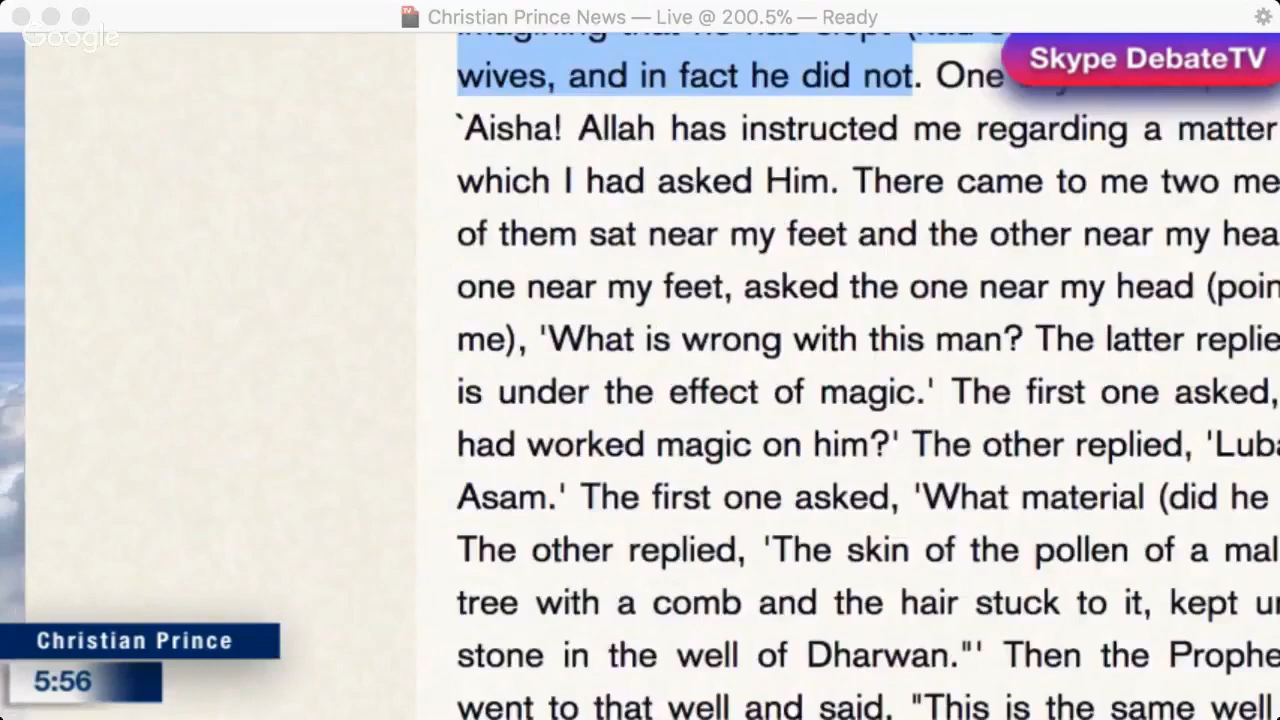 Christian Prince News — Live @ 200.5% — Ready
Google
imagining that he has slept (had
Skype DebateTV
wives, and in fact he did not. One
`Aisha! Allah has instructed me regarding a matter
which I had asked Him. There came to me two me
of them sat near my feet and the other near my hea
one near my feet, asked the one near my head (poin
me), 'What is wrong with this man? The latter replie
is under the effect of magic.' The first one asked,
had worked magic on him?' The other replied, 'Luba
Asam.' The first one asked, 'What material (did he
The other replied, 'The skin of the pollen of a mal
tree with a comb and the hair stuck to it, kept un
stone in the well of Dharwan."' Then the Prophe
went to that well and said, "This is the same well
Christian Prince
5:56